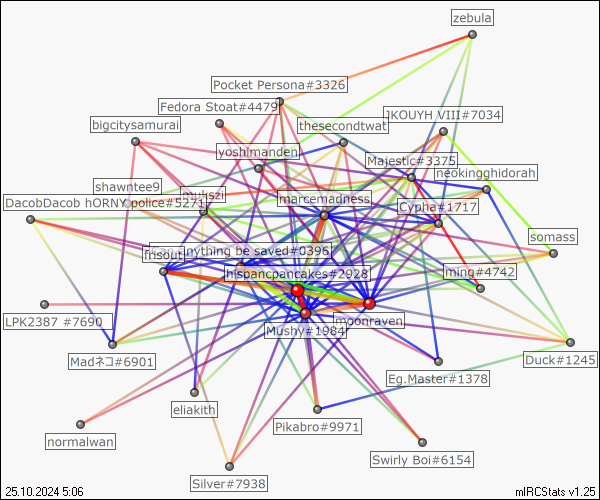 zebula
Pocket Persona#3326
Fedora Stoat#4479
JKOUYH VIII#7034
bigcitysamurai
thesecondtwat
yoshimanden
Majestic#3375
neokingghidorah
shawntee9
DacobDacob hORNY police#5271
mukszii
marcemadness
Cypha#1717
somass
frisout
anything be saved#0396
hispancpancakes#2928
ming#4742
LPK2387 #7690
Mushy#1984
moonraven
Madネコ#6901
Duck#1245
Eg.Master#1378
eliakith
Pikabro#9971
normalwan
Swirly Boi#6154
Silver#7938
25.10.2024 5:06
mIRCStats v1.25